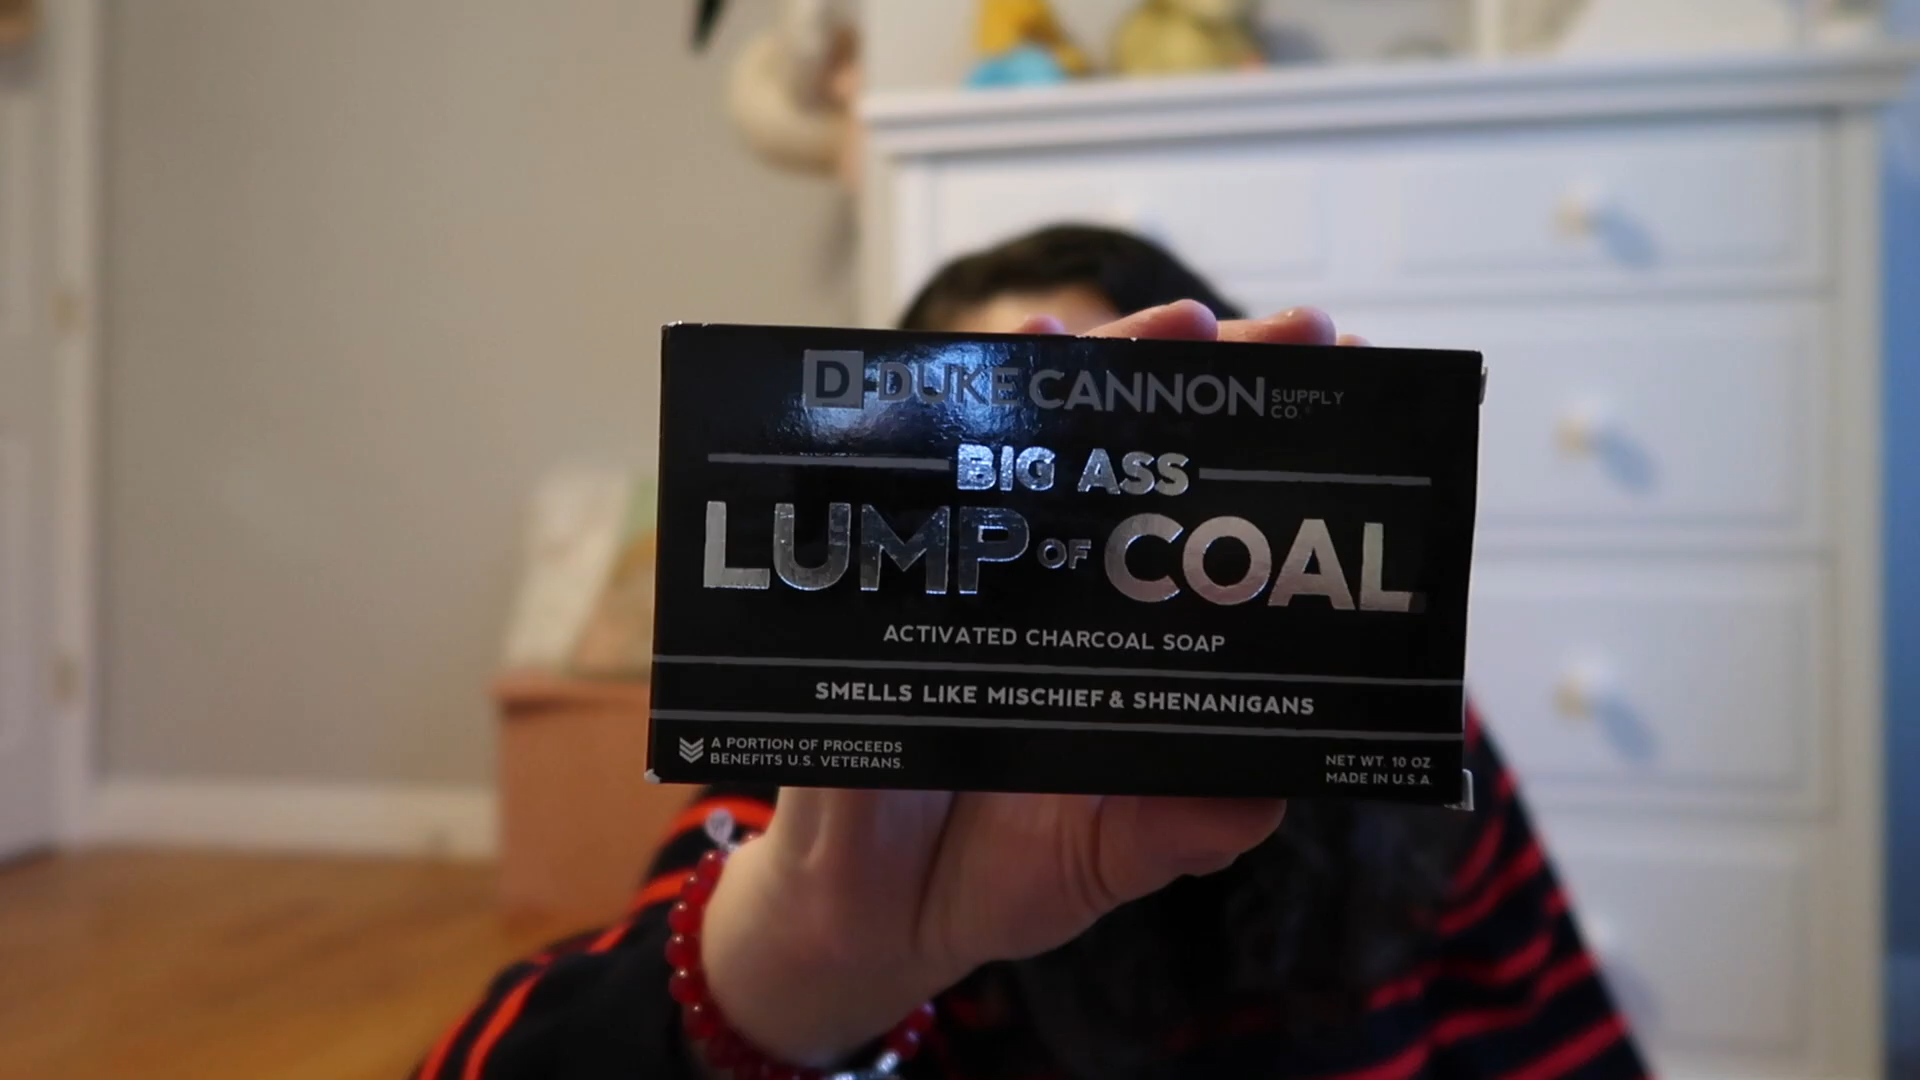 D DUKE CANNON SUPPLY CO.
BIG ASS
LUMP OF COAL
ACTIVATED CHARCOAL SOAP
SMELLS LIKE MISCHIEF & SHENANIGANS
A PORTION OF PROCEEDS
BENEFITS U.S. VETERANS.
NET WT. 10 OZ.
MADE IN U.S.A.